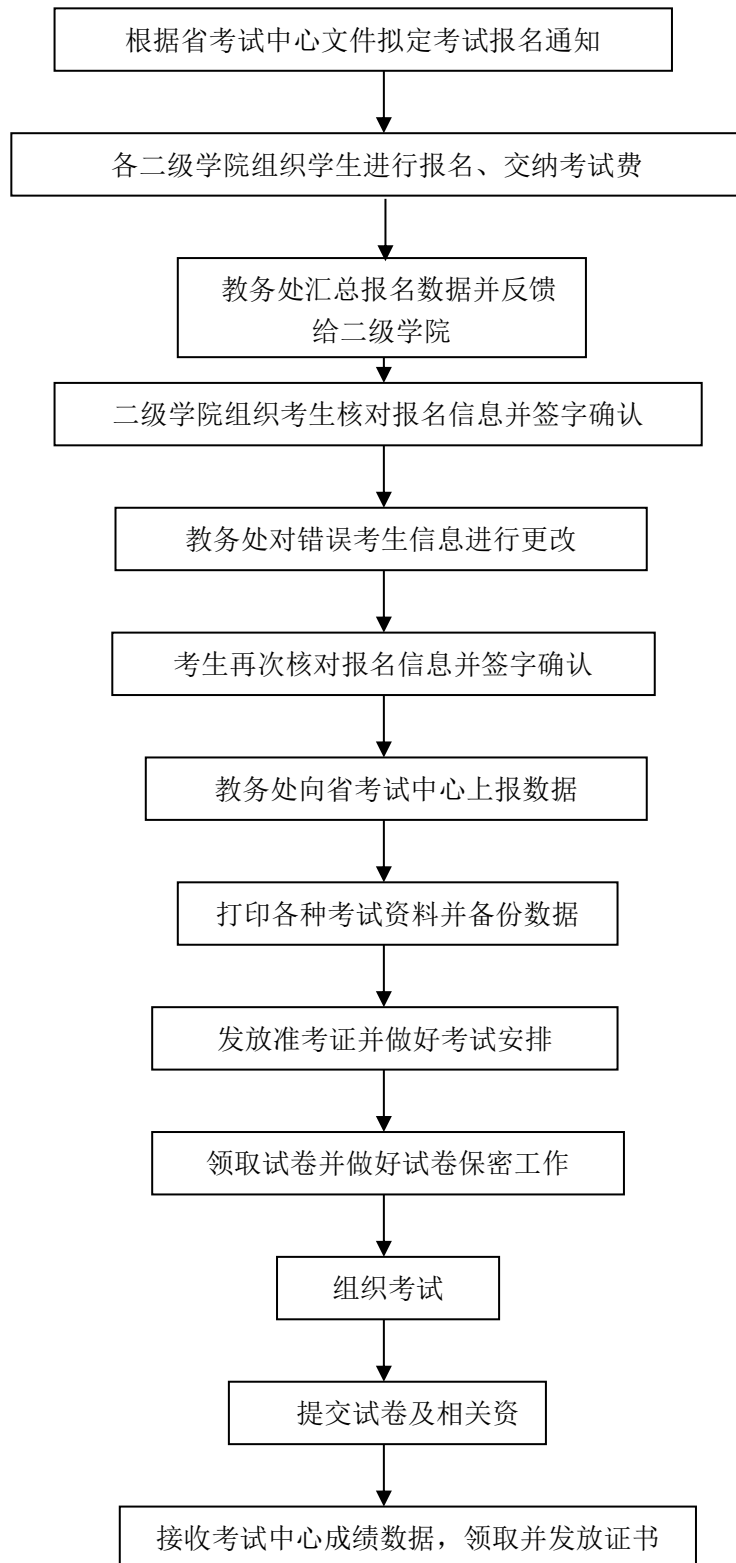 根据省考试中心文件拟定考试报名通知
各二级学院组织学生进行报名、交纳考试费
教务处汇总报名数据并反馈
给二级学院
二级学院组织考生核对报名信息并签字确认
教务处对错误考生信息进行更改
考生再次核对报名信息并签字确认
教务处向省考试中心上报数据
打印各种考试资料并备份数据
发放准考证并做好考试安排
领取试卷并做好试卷保密工作
组织考试
提交试卷及相关资
接收考试中心成绩数据，领取并发放证书